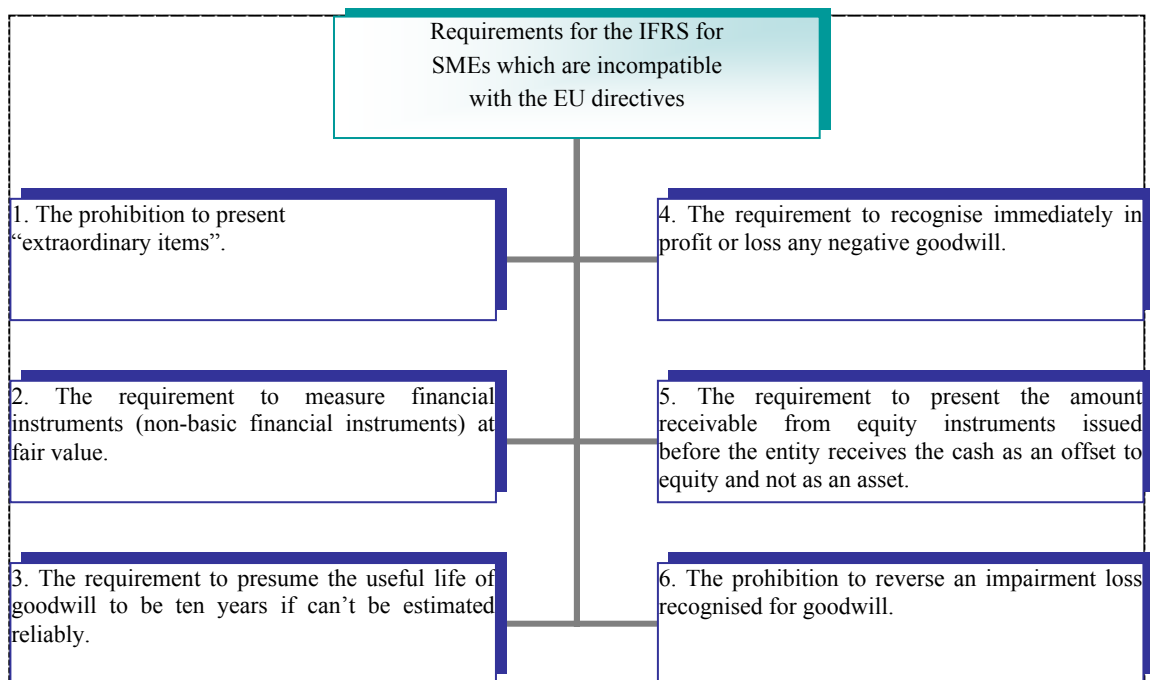 Requirements for the IFRS for
SMEs which are incompatible
with the EU directives
1. The prohibition to present
“extraordinary items”.
2. The requirement to measure financial
instruments (non-basic financial instruments) at
fair value.
3. The requirement to presume the useful life of
goodwill to be ten years if can’t be estimated
reliably.
4. The requirement to recognise immediately in
profit or loss any negative goodwill.
5. The requirement to present the amount
receivable from equity instruments issued
before the entity receives the cash as an offset to
equity and not as an asset.
6. The prohibition to reverse an impairment loss
recognised for goodwill.